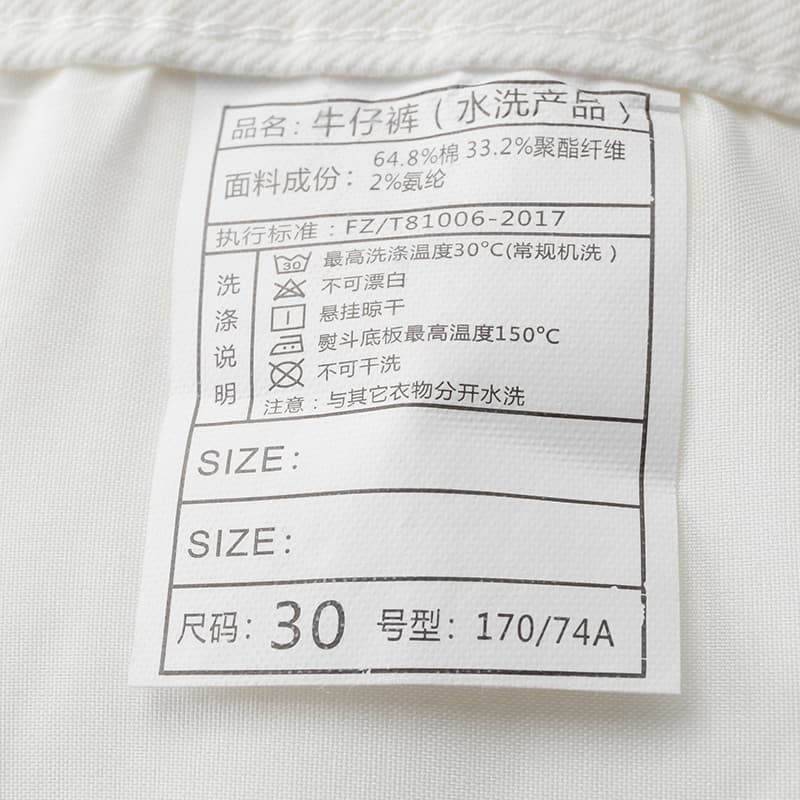 品名：牛仔裤（水洗产品）
面料成份：64.8%棉 33.2%聚酯纤维
2%氨纶
执行标准：FZ/T81006-2017
洗涤说明
30 最高洗涤温度30℃(常规机洗）
不可漂白
悬挂晾干
熨斗底板最高温度150℃
不可干洗
注意：与其它衣物分开水洗
SIZE:
SIZE:
尺码：30 号型：170/74A